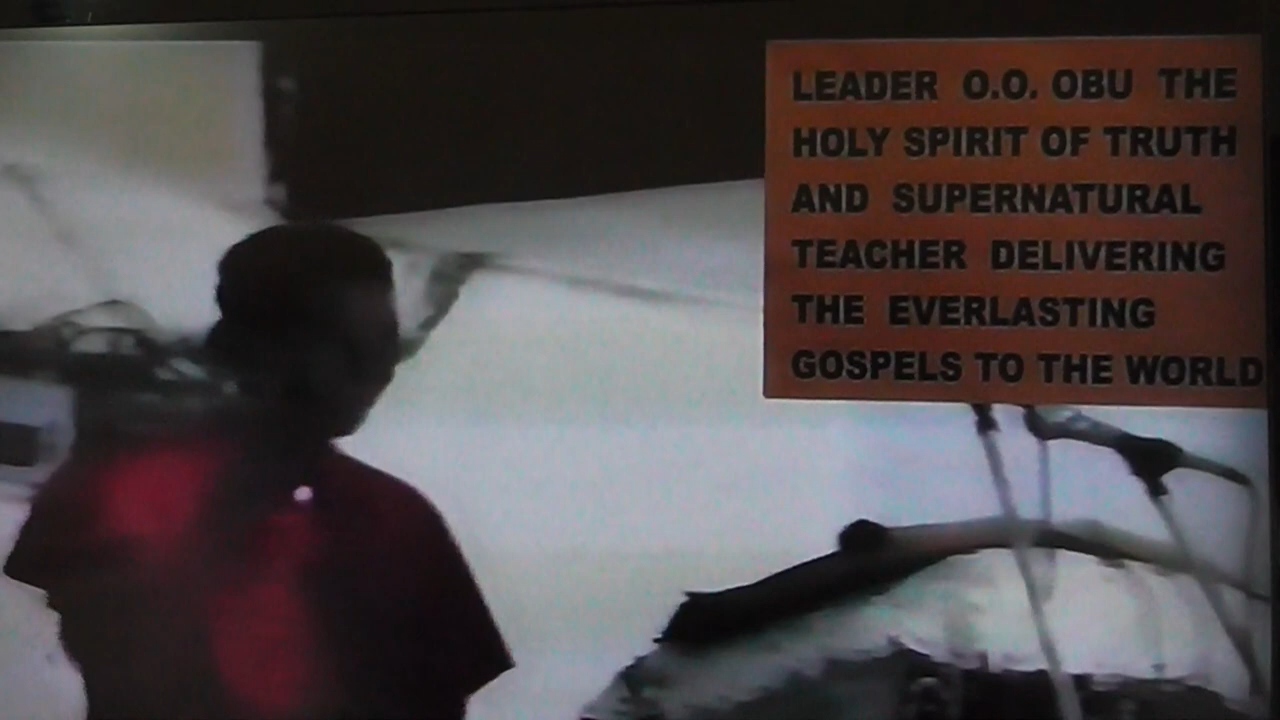 LEADER O.O. OBU THE
HOLY SPIRIT OF TRUTH
AND SUPERNATURAL
TEACHER DELIVERING
THE EVERLASTING
GOSPELS TO THE WORLD